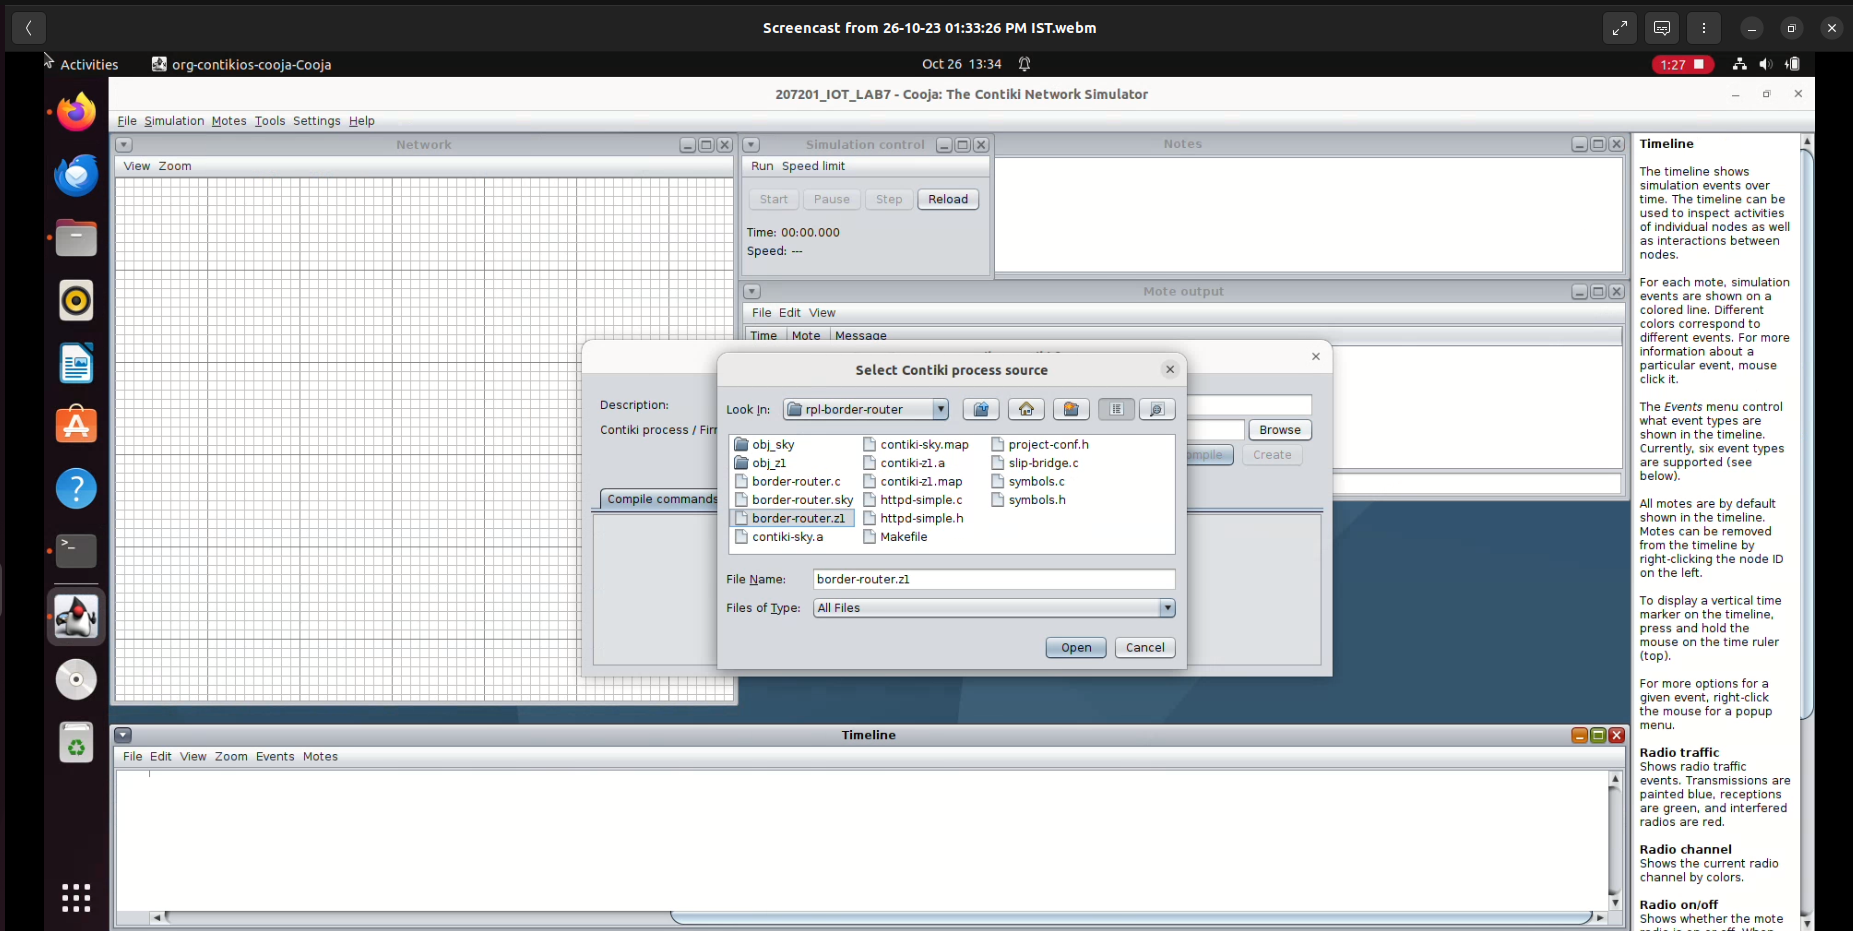 Screencast from 26-10-23 01:33:26 PM IST.webm
Activities
org-contikios-cooja-Cooja
Oct 26 13:34
1:27
207201_IOT_LAB7 - Cooja: The Contiki Network Simulator
File Simulation Motes Tools Settings Help
Network
View Zoom
Simulation control
Run Speed limit
Start Pause Step Reload
Time: 00:00.000
Speed: ---
Notes
Mote output
File Edit View
Time Mote Message
Description:
Contiki process / Fir
Browse
Create
Compile commands
Select Contiki process source
Look In: rpl-border-router
obj_sky
obj_z1
border-router.c
border-router.sky
border-router.z1
contiki-sky.a
contiki-sky.map
contiki-z1.a
contiki-z1.map
httpd-simple.c
httpd-simple.h
Makefile
project-conf.h
slip-bridge.c
symbols.c
symbols.h
File Name: border-router.z1
Files of Type: All Files
Open Cancel
Timeline
File Edit View Zoom Events Motes
Timeline
The timeline shows
simulation events over
time. The timeline can be
used to inspect activities
of individual nodes as well
as interactions between
nodes.
For each mote, simulation
events are shown on a
colored line. Different
colors correspond to
different events. For more
information about a
particular event, mouse
click it.
The Events menu control
what event types are
shown in the timeline.
Currently, six event types
are supported (see
below).
All motes are by default
shown in the timeline.
Motes can be removed
from the timeline by
right-clicking the node ID
on the left.
To display a vertical time
marker on the timeline,
press and hold the
mouse on the time ruler
(top).
For more options for a
given event, right-click
the mouse for a popup
menu.
Radio traffic
Shows radio traffic
events. Transmissions are
painted blue, receptions
are green, and interfered
radios are red.
Radio channel
Shows the current radio
channel by colors.
Radio on/off
Shows whether the mote